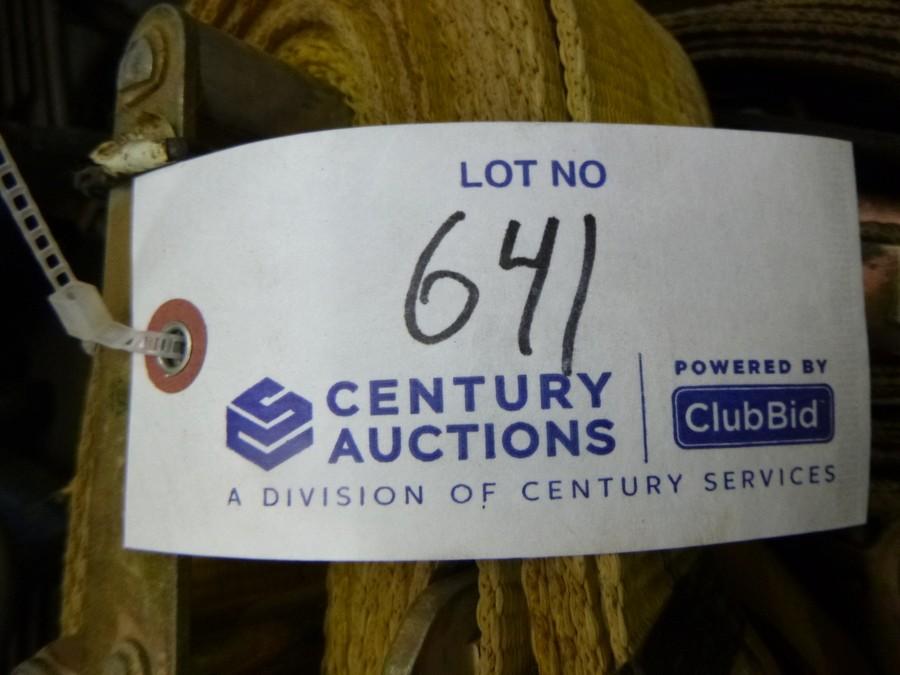 LOT NO
641
CENTURY
AUCTIONS
POWERED BY
ClubBid
A DIVISION OF CENTURY SERVICES